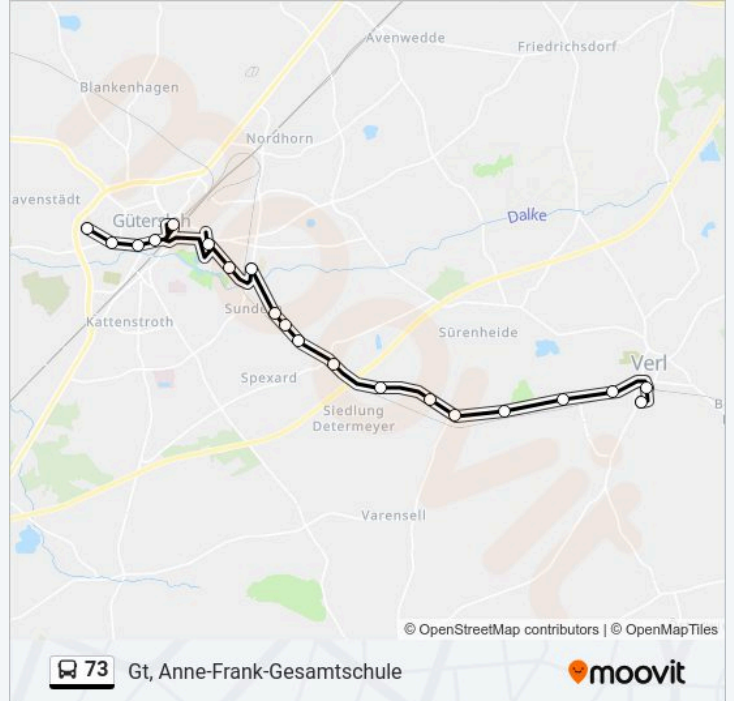 Avenwedde
Friedrichsdorf
Blankenhagen
Nordhorn
avenstädt
Gütersloh
Dalke
Kattenstroth
Sunde
Sürenheide
Verl
Spexard
Siedlung
Determeyer
B
Varensell
moovit
© OpenStreetMap contributors | © OpenMapTiles
73 Gt, Anne-Frank-Gesamtschule
moovit